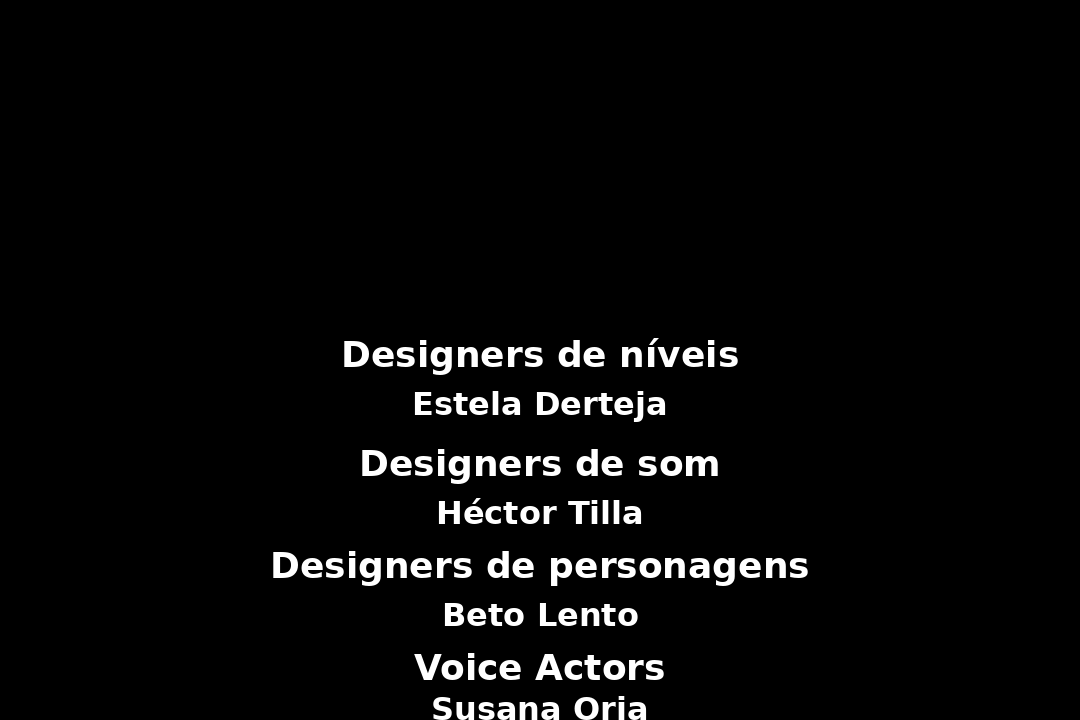 Designers de níveis
Estela Derteja
Designers de som
Héctor Tilla
Designers de personagens
Beto Lento
Voice Actors
Susana Oria